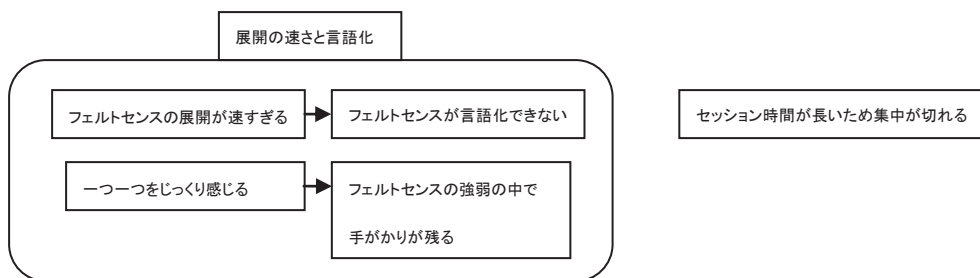 展開の速さと言語化
フェルトセンスの展開が速すぎる
フェルトセンスが言語化できない
セッション時間が長いため集中が切れる
一つ一つをじっくり感じる
フェルトセンスの強弱の中で
手がかりが残る